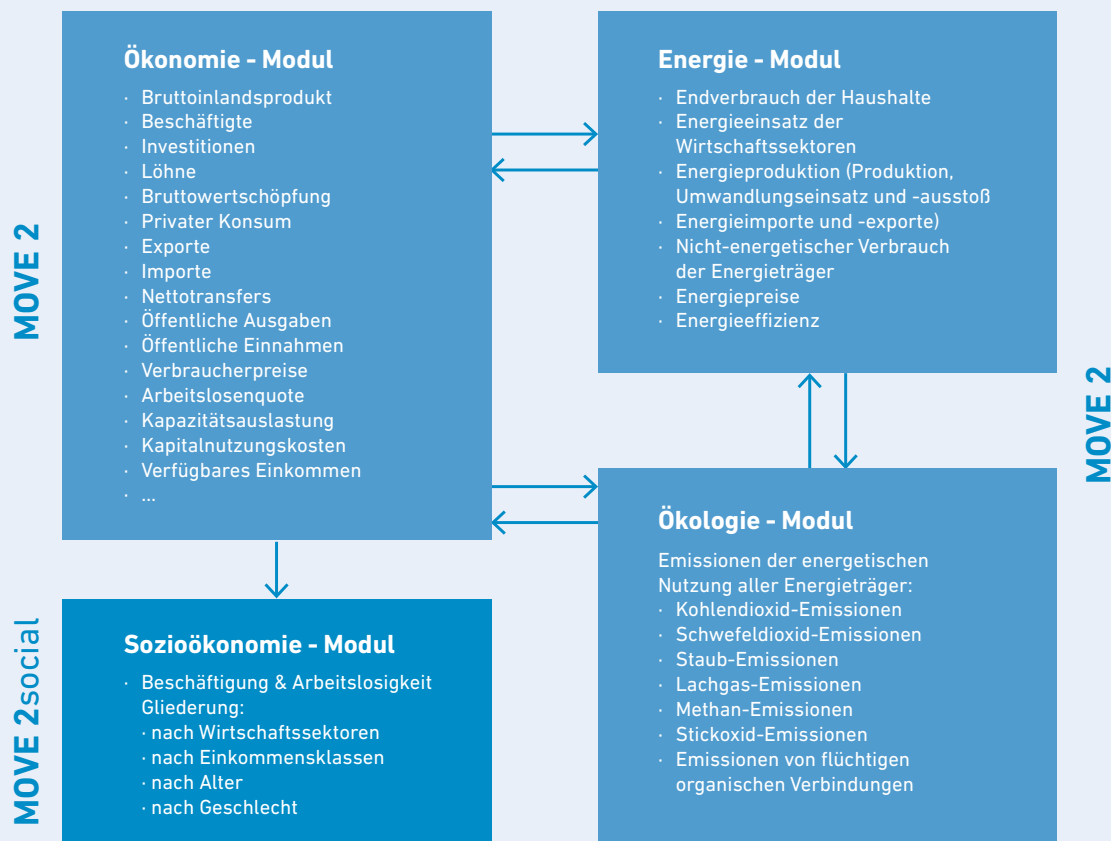 MOVE 2
Ökonomie - Modul
· Bruttoinlandsprodukt
· Beschäftigte
· Investitionen
· Löhne
· Bruttowertschöpfung
· Privater Konsum
· Exporte
· Importe
· Nettotransfers
· Öffentliche Ausgaben
· Öffentliche Einnahmen
· Verbraucherpreise
· Arbeitslosenquote
· Kapazitätsauslastung
· Kapitalnutzungskosten
· Verfügbares Einkommen
· ...
Energie - Modul
· Endverbrauch der Haushalte
· Energieeinsatz der
Wirtschaftssektoren
· Energieproduktion (Produktion,
Umwandlungseinsatz und -ausstoß
· Energieimporte und -exporte)
· Nicht-energetischer Verbrauch
der Energieträger
· Energiepreise
· Energieeffizienz
MOVE 2
MOVE 2social
Sozioökonomie - Modul
· Beschäftigung & Arbeitslosigkeit
Gliederung:
· nach Wirtschaftssektoren
· nach Einkommensklassen
· nach Alter
· nach Geschlecht
Ökologie - Modul
Emissionen der energetischen
Nutzung aller Energieträger:
· Kohlendioxid-Emissionen
· Schwefeldioxid-Emissionen
· Staub-Emissionen
· Lachgas-Emissionen
· Methan-Emissionen
· Stickoxid-Emissionen
· Emissionen von flüchtigen
organischen Verbindungen